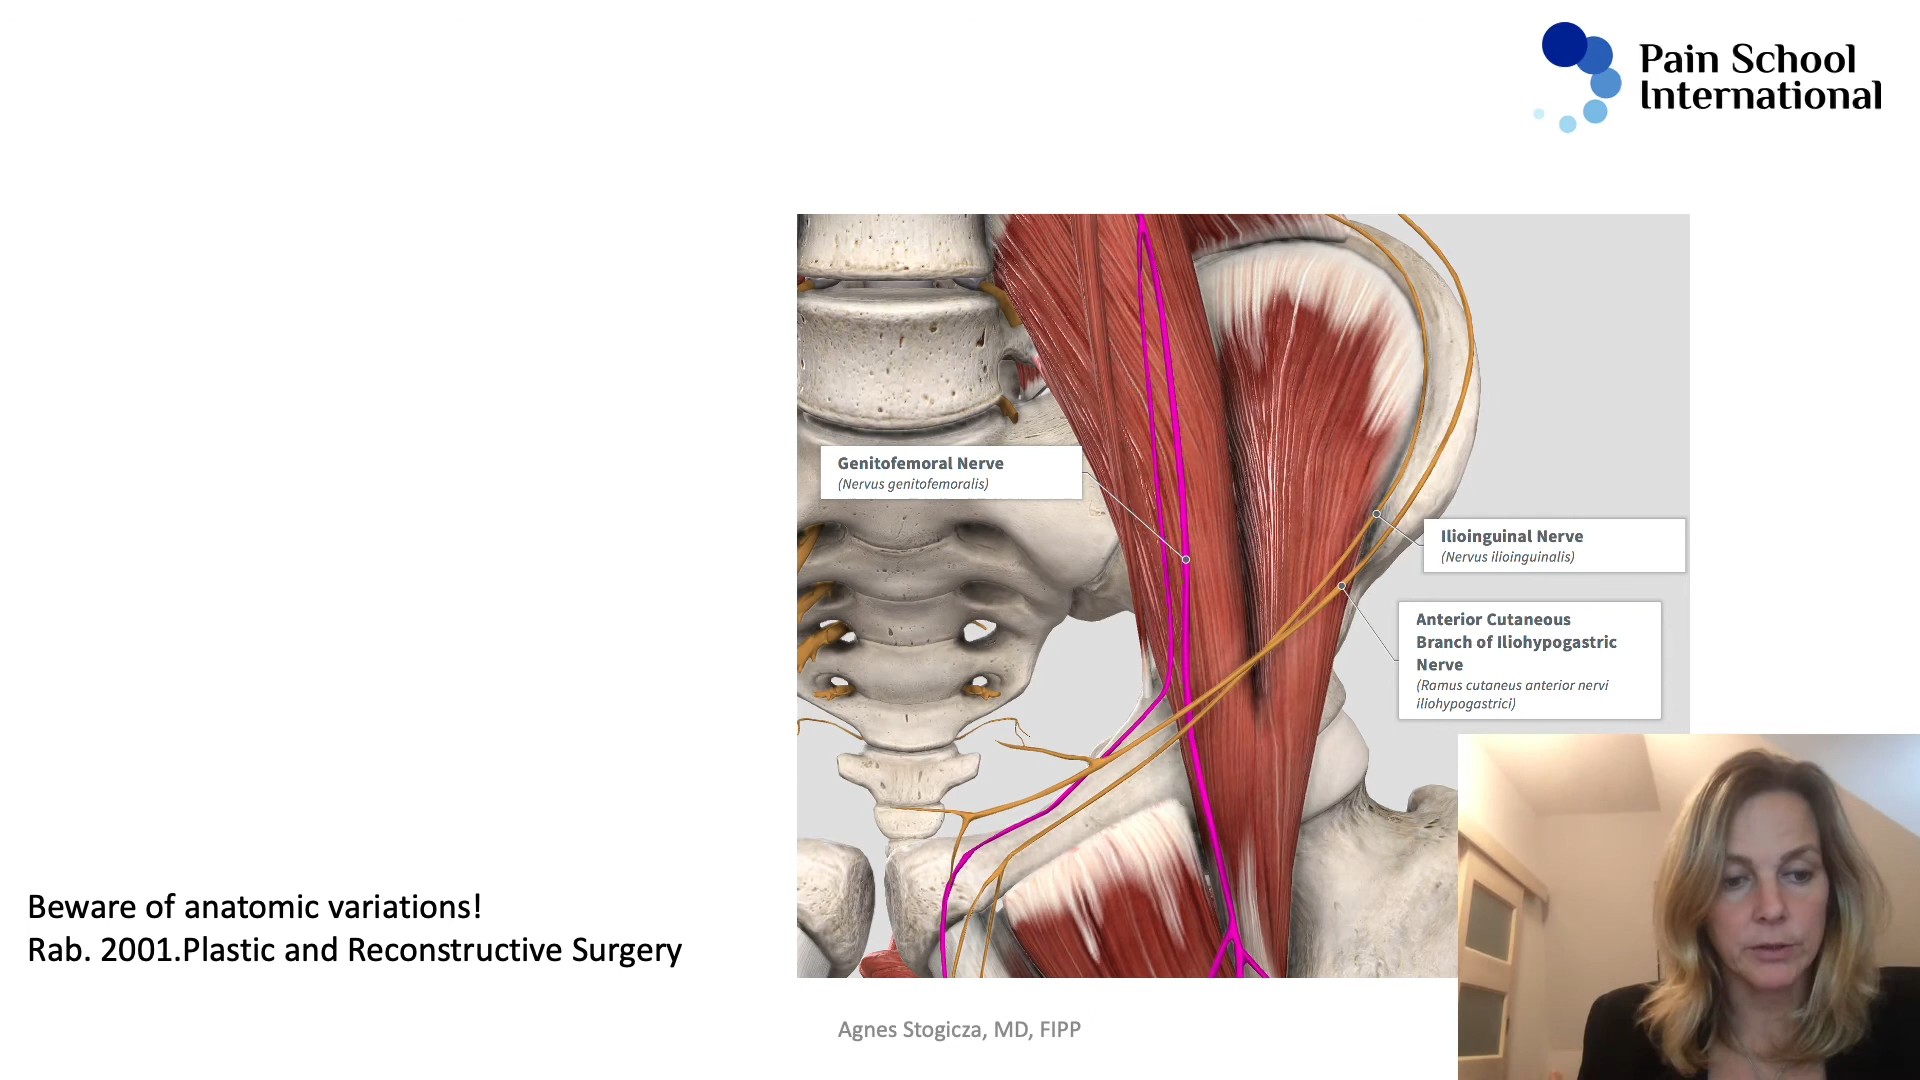 Pain School
International
Genitofemoral Nerve
(Nervus genitofemoralis)
Ilioinguinal Nerve
(Nervus ilioinguinalis)
Anterior Cutaneous
Branch of Iliohypogastric
Nerve
(Ramus cutaneus anterior nervi
iliohypogastrici)
Beware of anatomic variations!
Rab. 2001.Plastic and Reconstructive Surgery
Agnes Stogicza, MD, FIPP